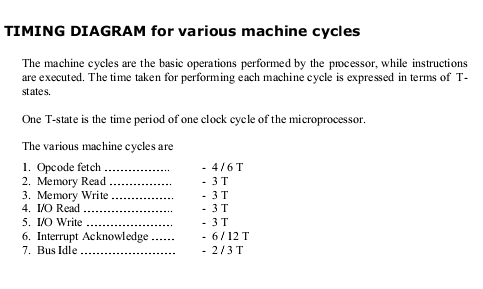 TIMING DIAGRAM for various machine cycles
The machine cycles are the basic operations performed by the processor, while instructions
are executed. The time taken for performing each machine cycle is expressed in terms of T-
states.
One T-state is the time period of one clock cycle of the microprocessor.
The various machine cycles are
1. Opcode fetch .................. - 4 / 6 T
2. Memory Read ................. - 3 T
3. Memory Write ................. - 3 T
4. I/O Read ........................ - 3 T
5. I/O Write ....................... - 3 T
6. Interrupt Acknowledge ...... - 6 / 12 T
7. Bus Idle .......................... - 2 / 3 T